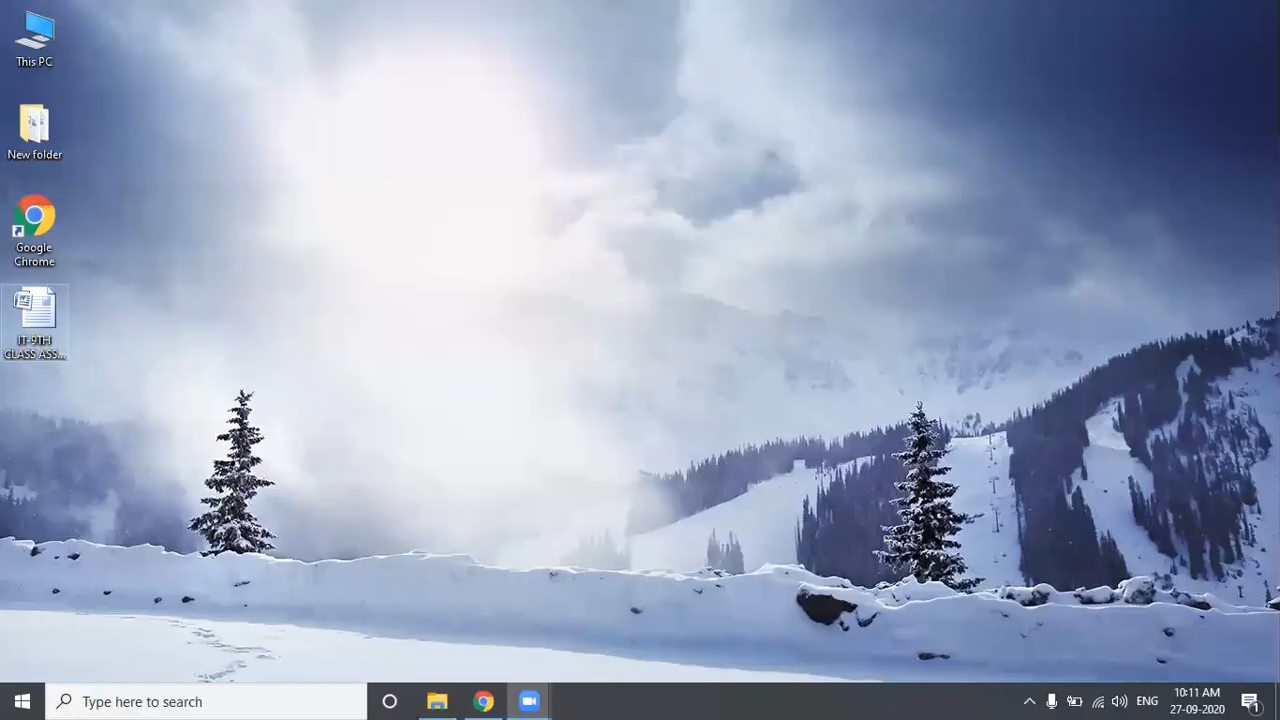 This PC
New folder
Google
Chrome
IT-9TH
CLASS ASS...
Type here to search
ENG
10:11 AM
27-09-2020
1